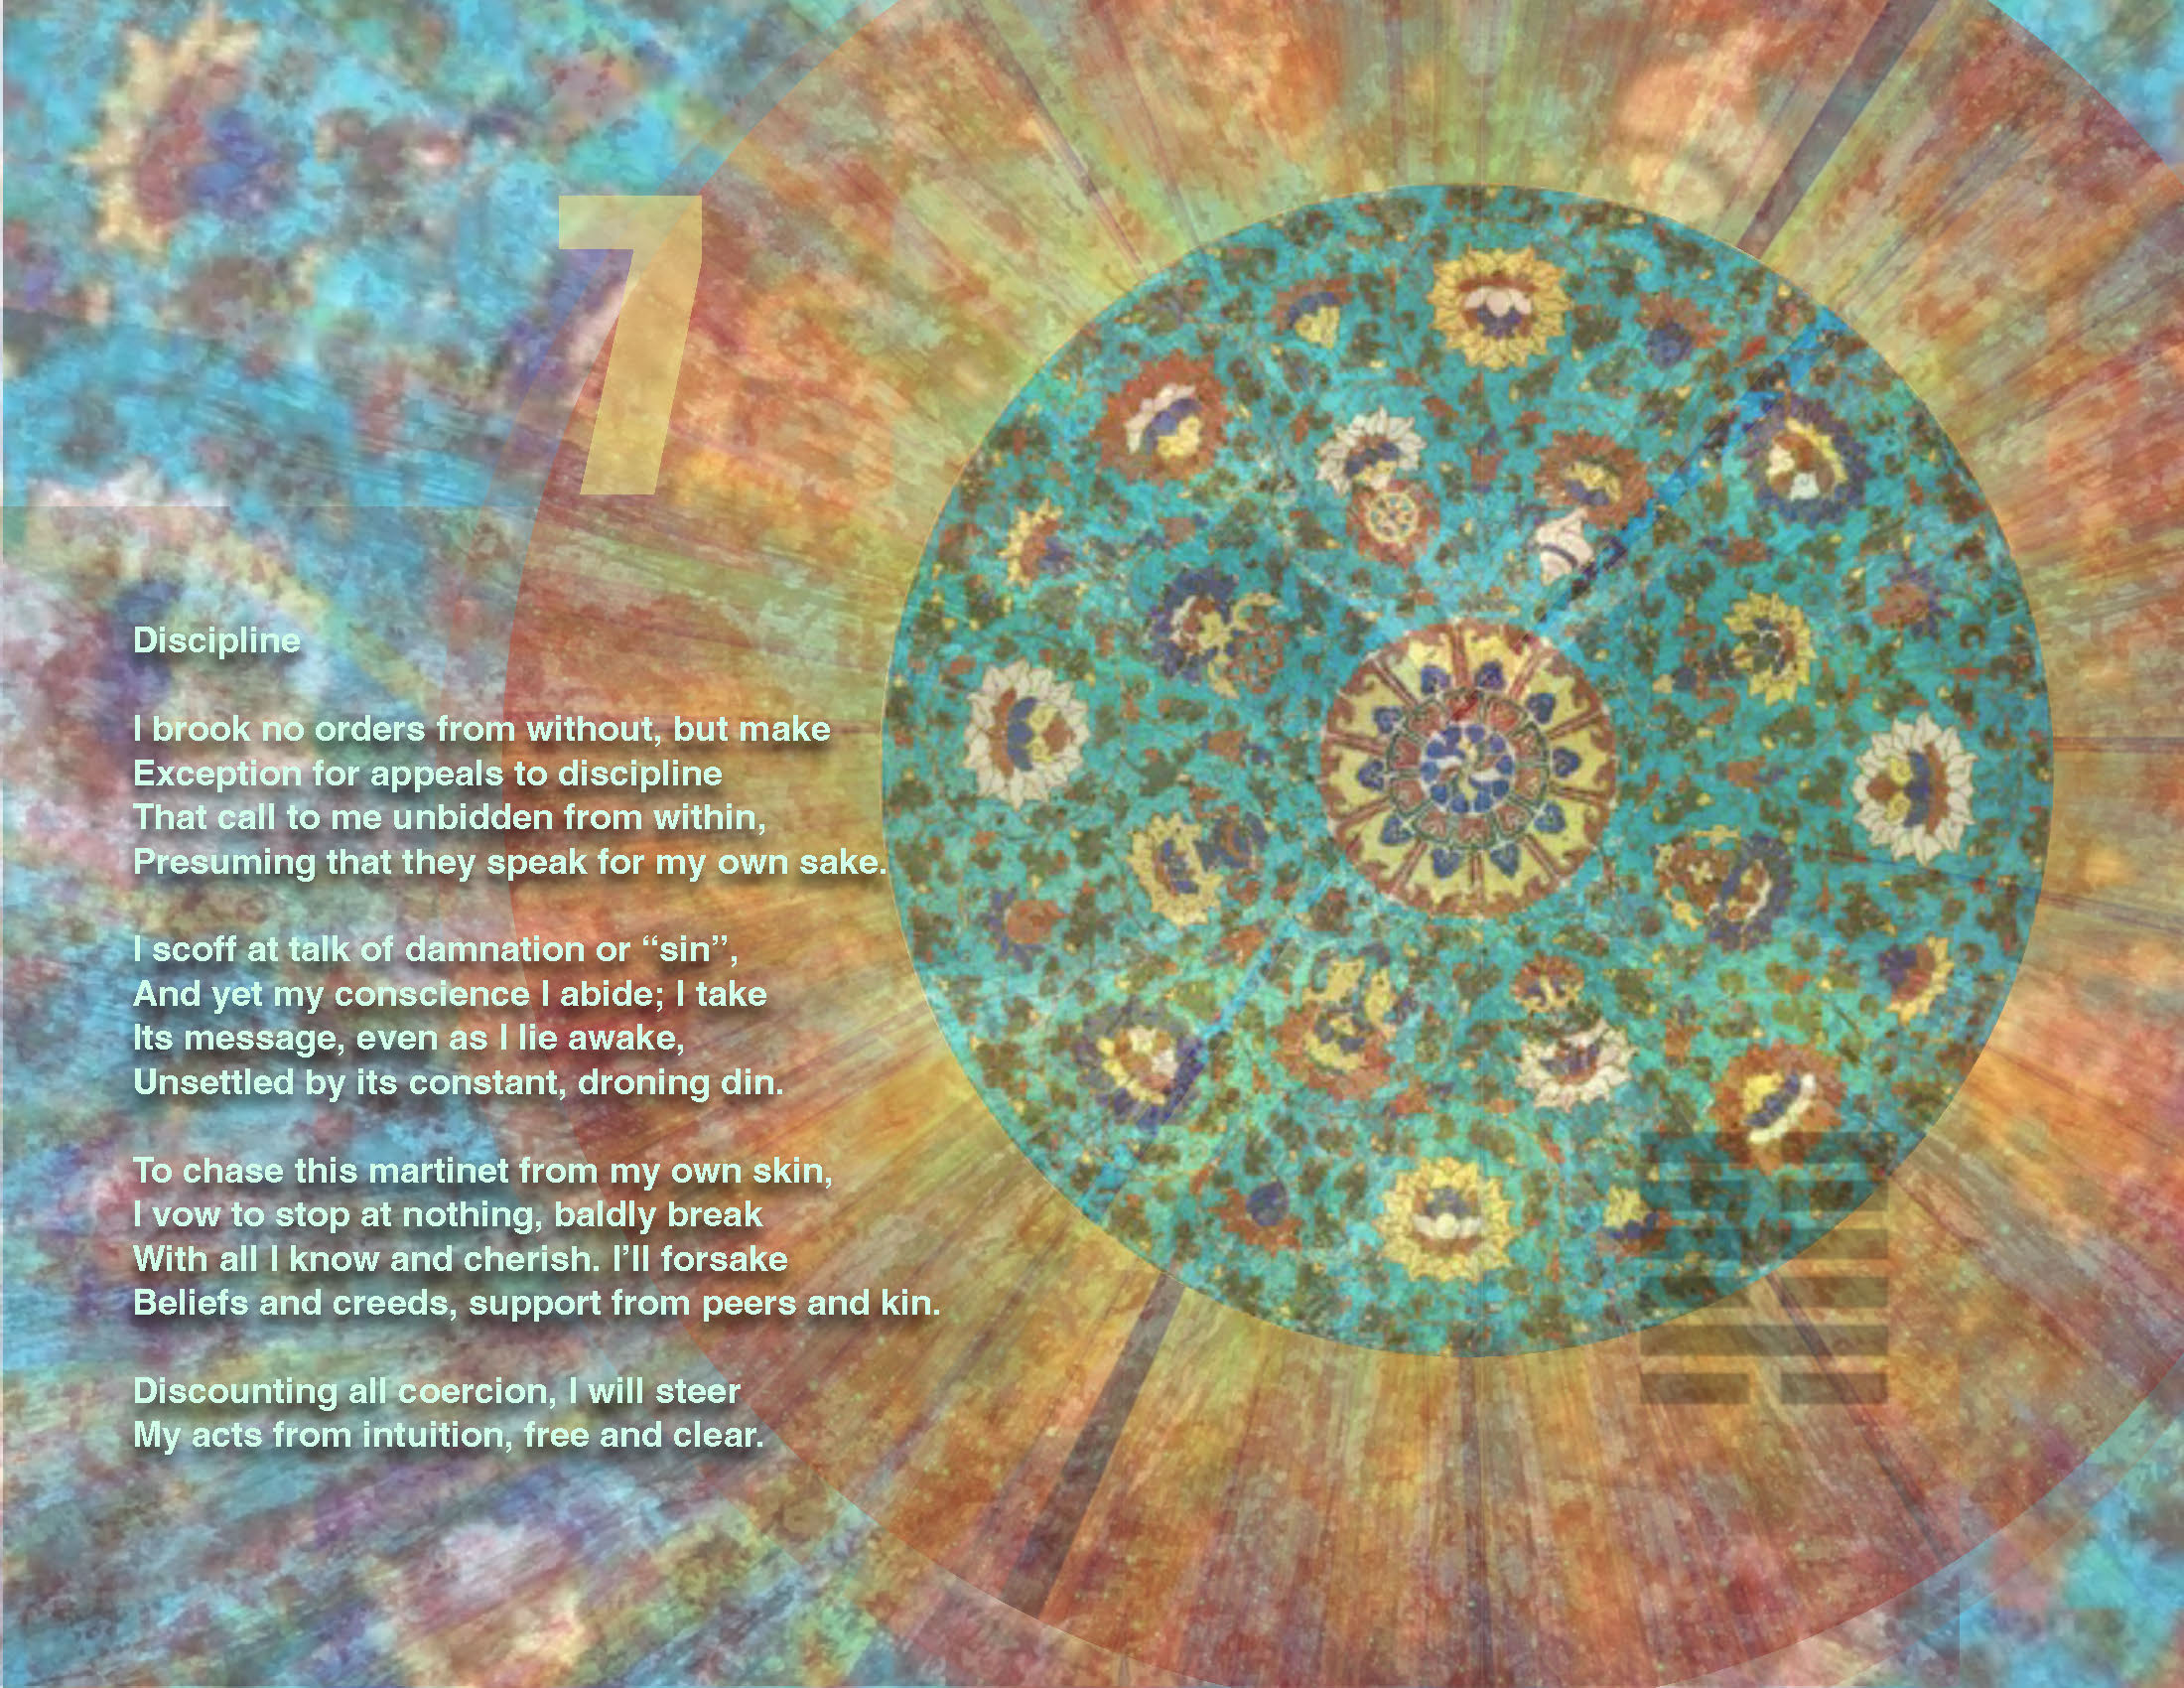 7
Discipline
I brook no orders from without, but make
Exception for appeals to discipline
That call to me unbidden from within,
Presuming that they speak for my own sake.
I scoff at talk of damnation or “sin”,
And yet my conscience I abide; I take
Its message, even as I lie awake,
Unsettled by its constant, droning din.
To chase this martinet from my own skin,
I vow to stop at nothing, baldly break
With all I know and cherish. I’ll forsake
Beliefs and creeds, support from peers and kin.
Discounting all coercion, I will steer
My acts from intuition, free and clear.